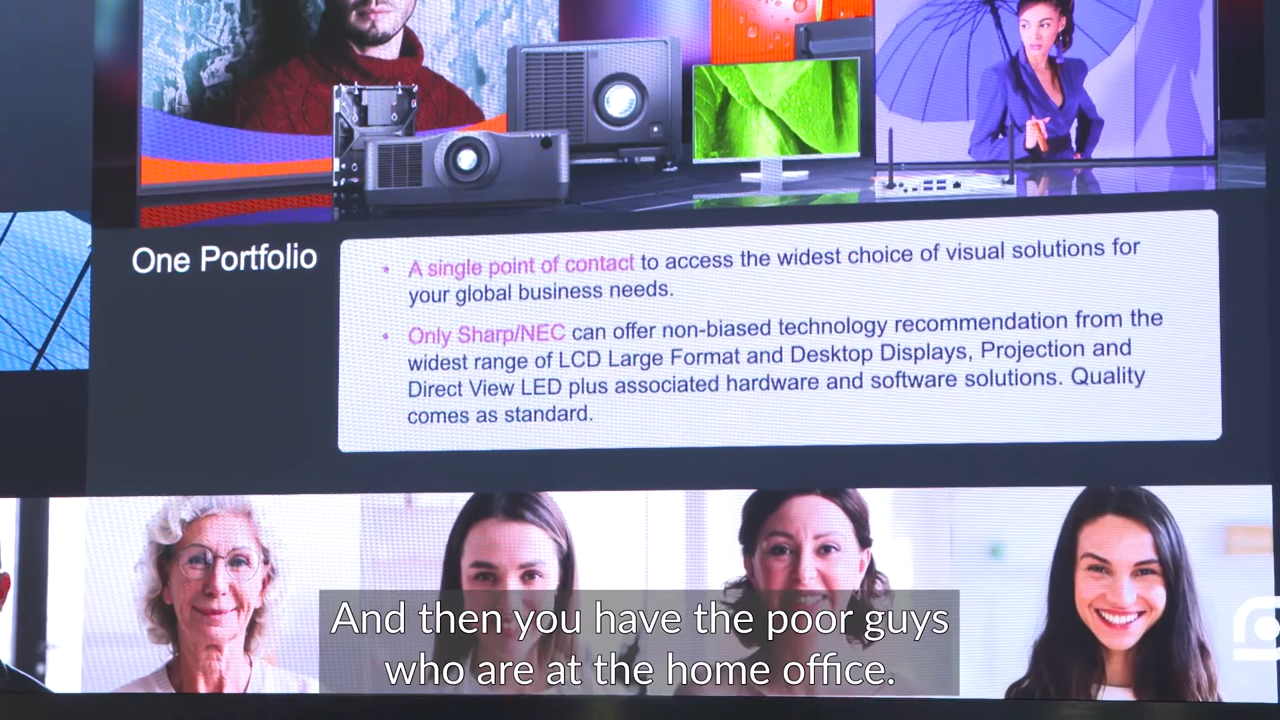 One Portfolio
• A single point of contact to access the widest choice of visual solutions for
your global business needs.
• Only Sharp/NEC can offer non-biased technology recommendation from the
widest range of LCD Large Format and Desktop Displays, Projection and
Direct View LED plus associated hardware and software solutions. Quality
comes as standard.
And then you have the poor guys
who are at the home office.